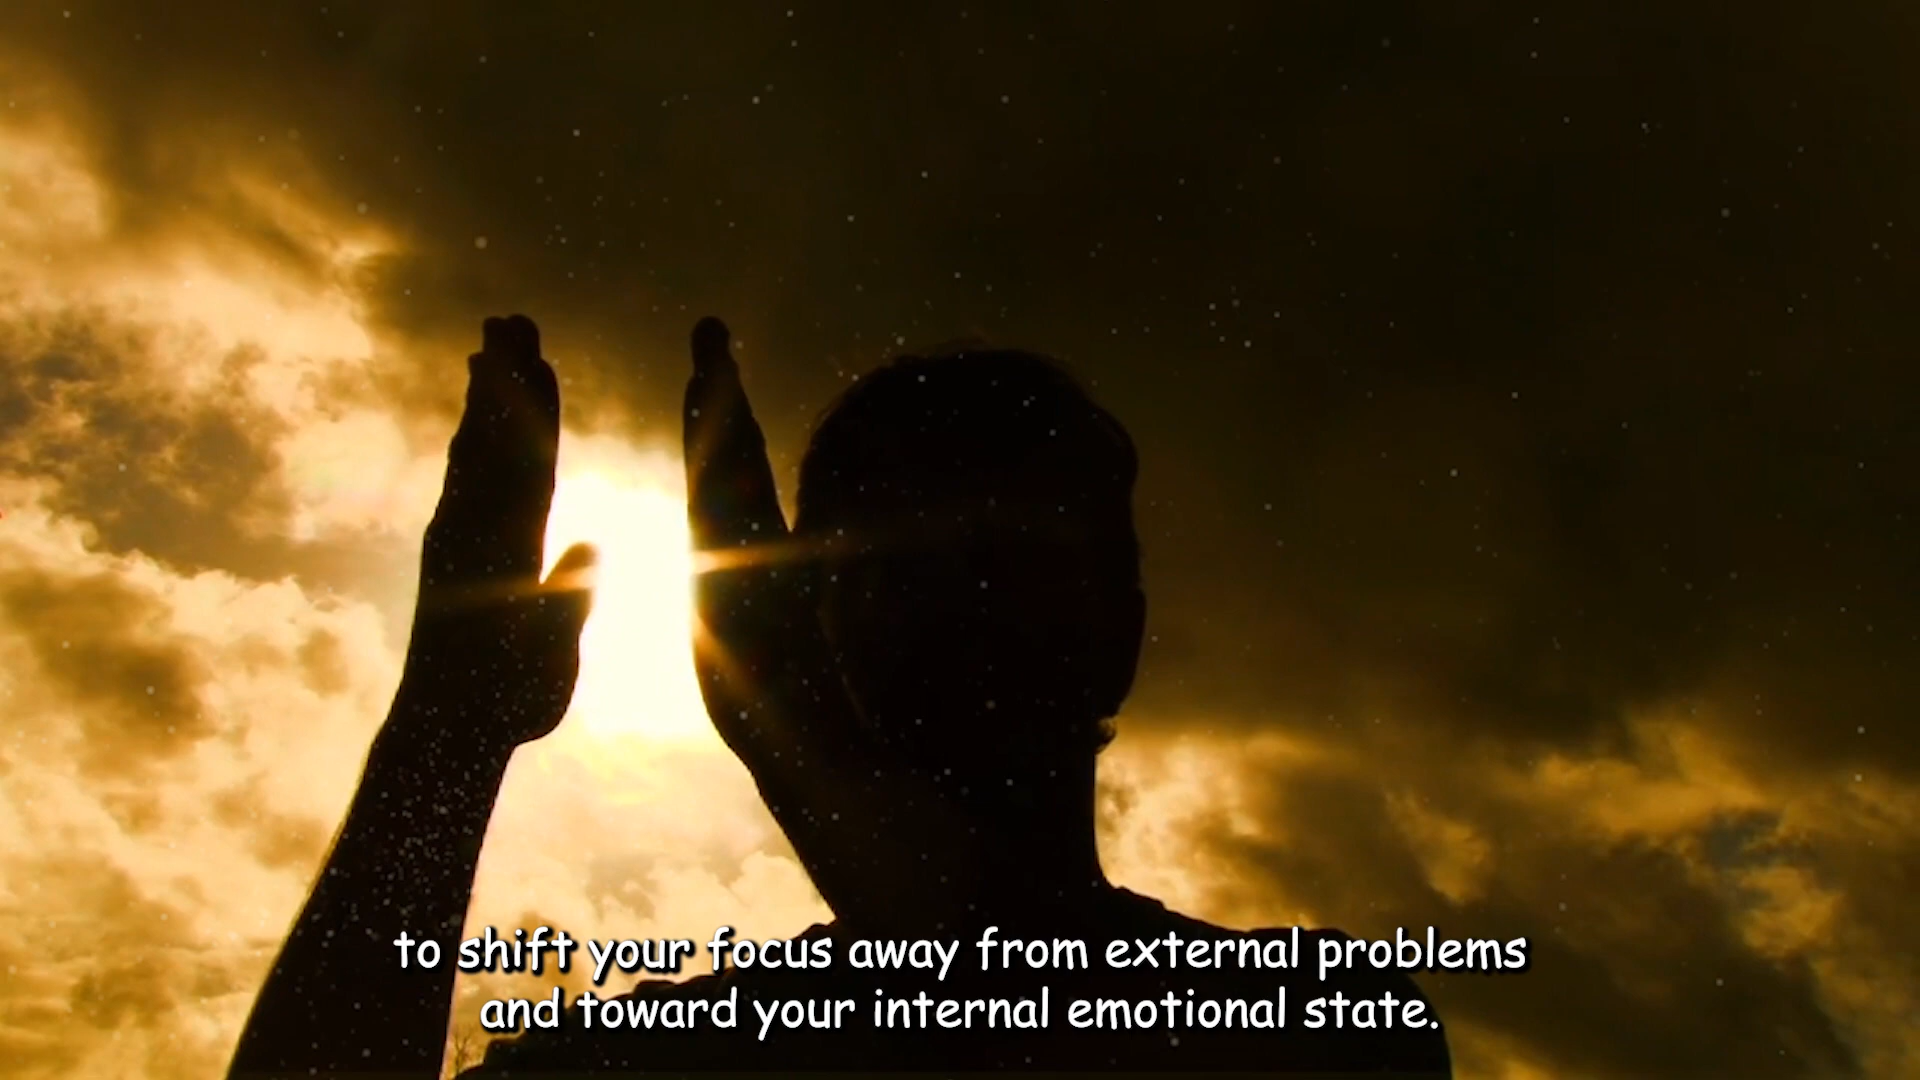 to shift your focus away from external problems
and toward your internal emotional state.